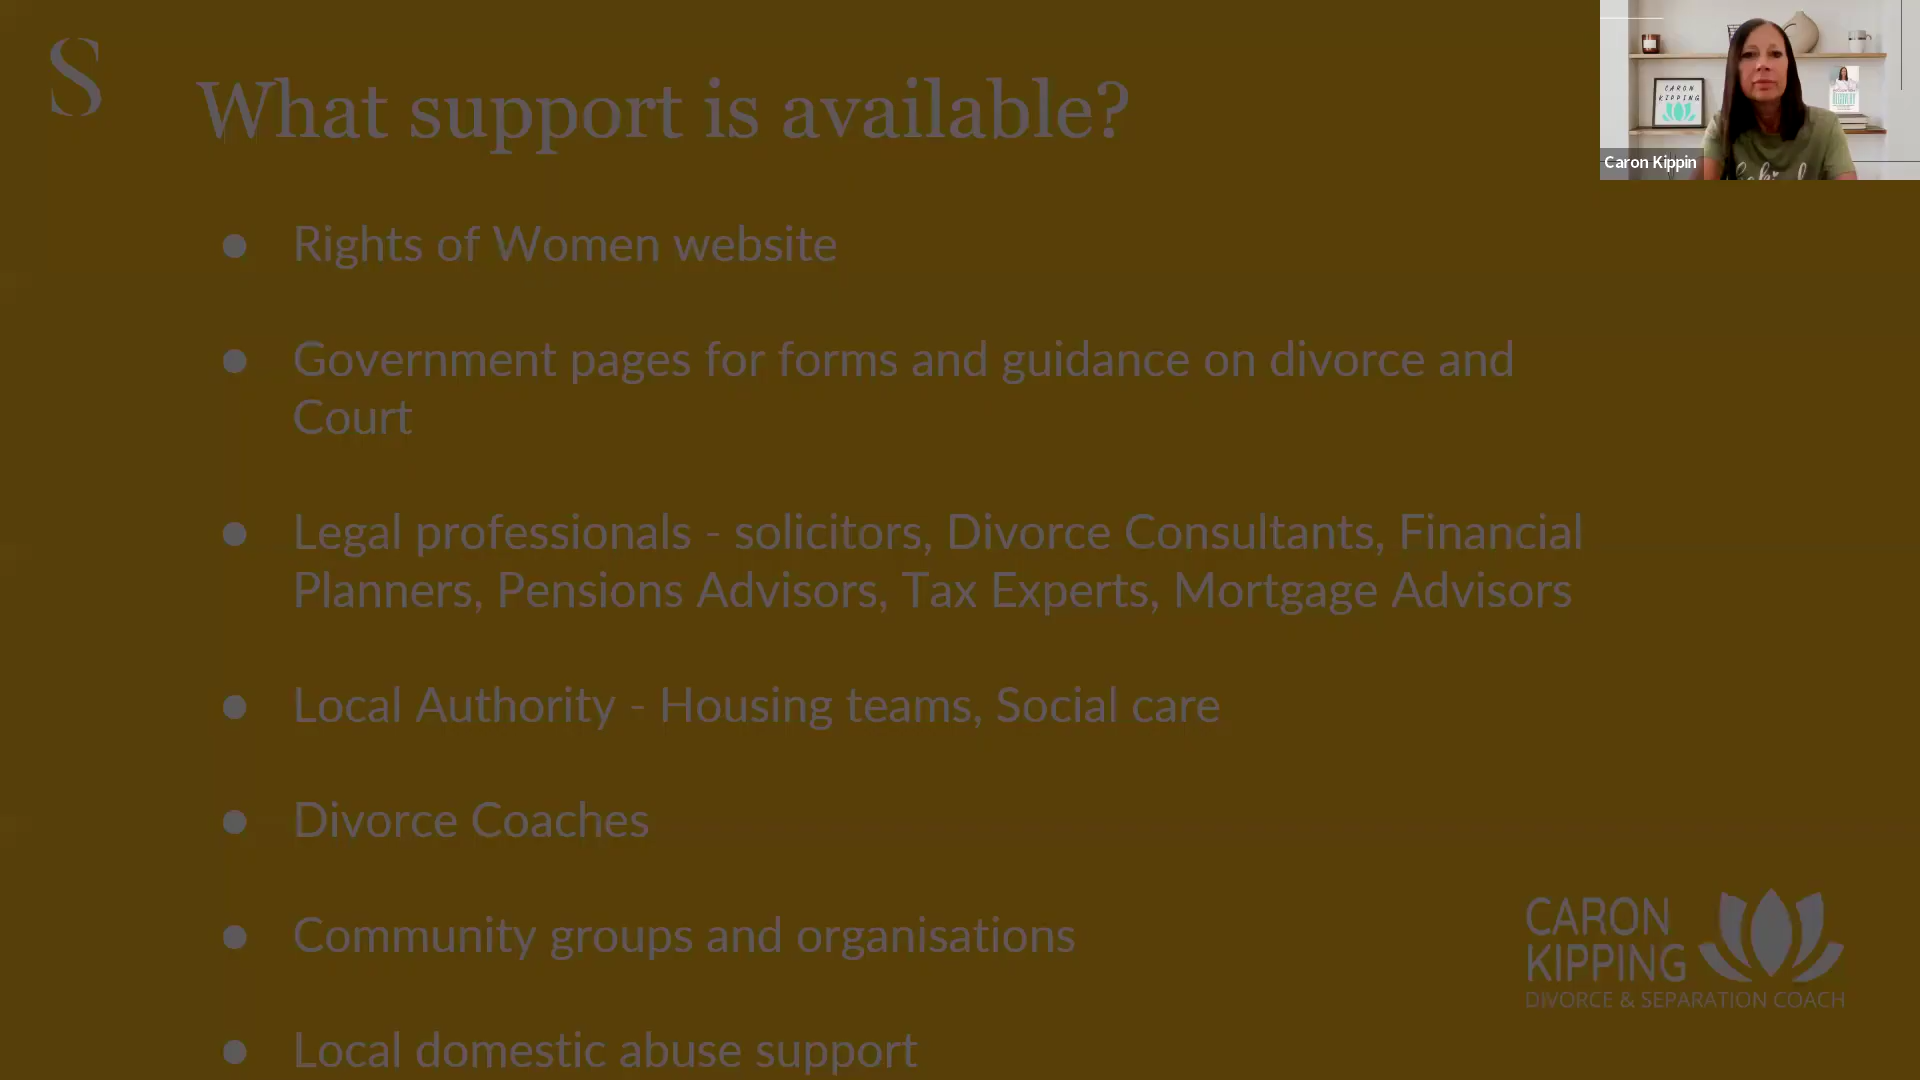 S
What support is available?
Caron Kippin
CARON
KIPPING
● Rights of Women website
● Government pages for forms and guidance on divorce and
Court
● Legal professionals - solicitors, Divorce Consultants, Financial
Planners, Pensions Advisors, Tax Experts, Mortgage Advisors
● Local Authority - Housing teams, Social care
● Divorce Coaches
● Community groups and organisations
● Local domestic abuse support
CARON
KIPPING
DIVORCE & SEPARATION COACH